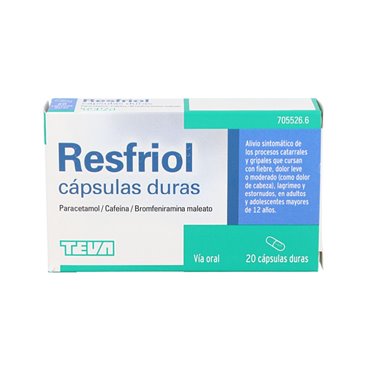 705526.6
Resfriol
cápsulas duras
Paracetamol / Cafeína / Bromfeniramina maleato
Alivio sintomático de
los procesos catarrales
y gripales que cursan
con fiebre, dolor leve
o moderado (como dolor
de cabeza), lagrimeo y
estornudos, en adultos
y adolescentes mayores
de 12 años.
TEVA
Vía oral
20 cápsulas duras